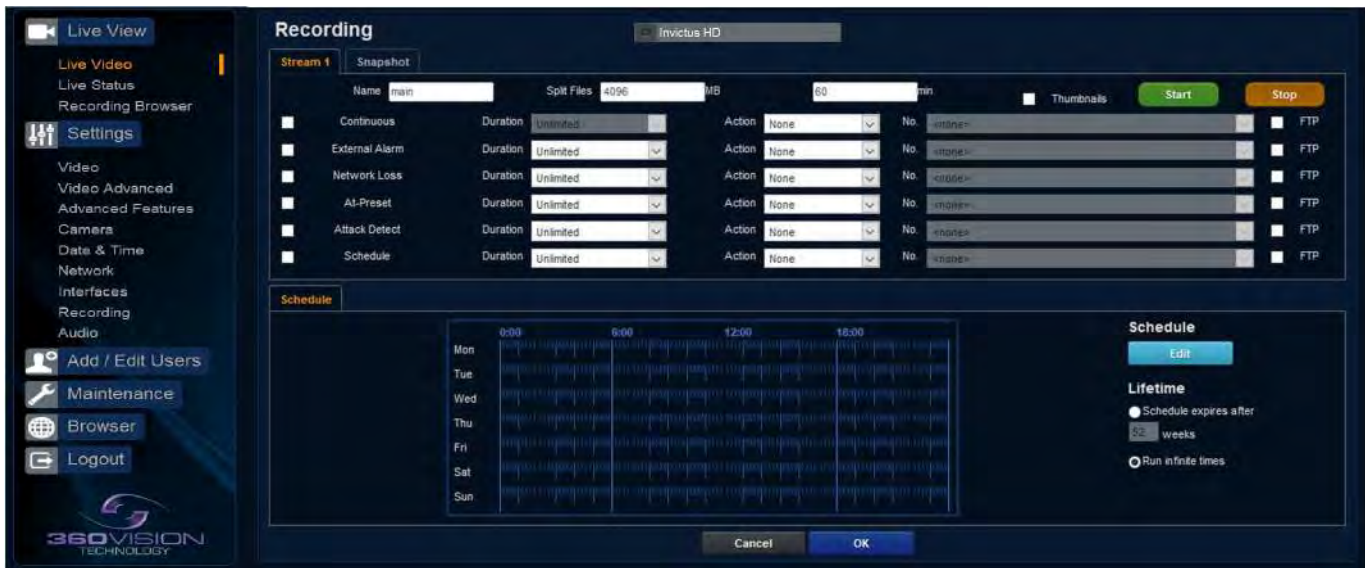 Live View
Live Video
Live Status
Recording Browser
Settings
Video
Video Advanced
Advanced Features
Camera
Date & Time
Network
Interfaces
Recording
Audio
Add / Edit Users
Maintenance
Browser
Logout
360VISION
TECHNOLOGY
Recording
Invictus HD
Stream 1 Snapshot
Name main Split Files 4096 MB 60 min Thumbnails Start Stop
Continuous Duration Unlimited Action None No. <none> FTP
External Alarm Duration Unlimited Action None No. <none> FTP
Network Loss Duration Unlimited Action None No. <none> FTP
At-Preset Duration Unlimited Action None No. <none> FTP
Attack Detect Duration Unlimited Action None No. <none> FTP
Schedule Duration Unlimited Action None No. <none> FTP
Schedule
0:00 6:00 12:00 18:00
Mon
Tue
Wed
Thu
Fri
Sat
Sun
Schedule
Edit
Lifetime
Schedule expires after
52 weeks
Run infinite times
Cancel OK